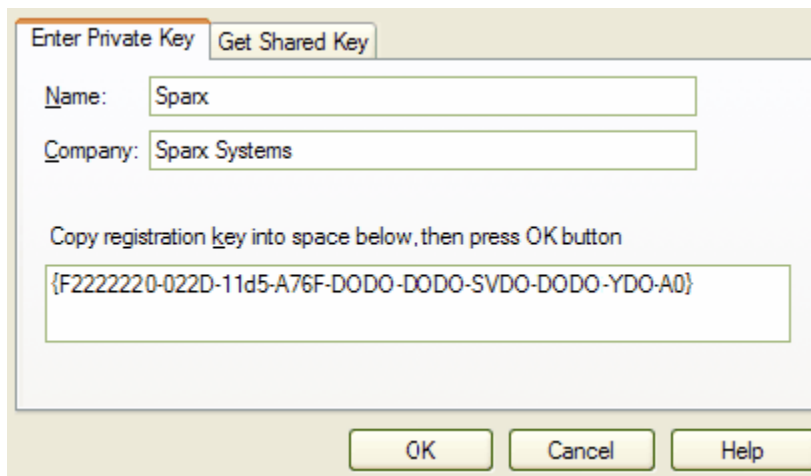 Enter Private Key
Get Shared Key
Name: Sparx
Company: Sparx Systems
Copy registration key into space below, then press OK button
{F2222220-022D-11d5-A76F-DODO-DODO-SVDO-DODO-YDO-A0}
OK Cancel Help